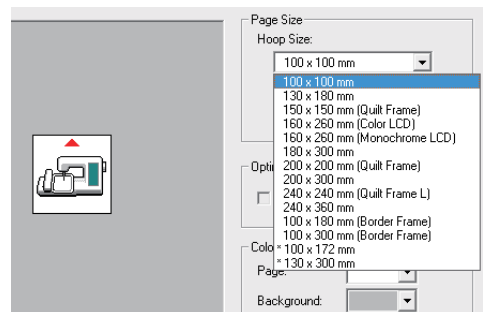 Page Size
Hoop Size:
100 x 100 mm
100 x 100 mm
130 x 180 mm
150 x 150 mm (Quilt Frame)
160 x 260 mm (Color LCD)
160 x 260 mm (Monochrome LCD)
180 x 300 mm
200 x 200 mm (Quilt Frame)
200 x 300 mm
240 x 240 mm (Quilt Frame L)
240 x 360 mm
100 x 180 mm (Border Frame)
100 x 300 mm (Border Frame)
* 100 x 172 mm
* 130 x 300 mm
Opti
Colo
Page:
Background: